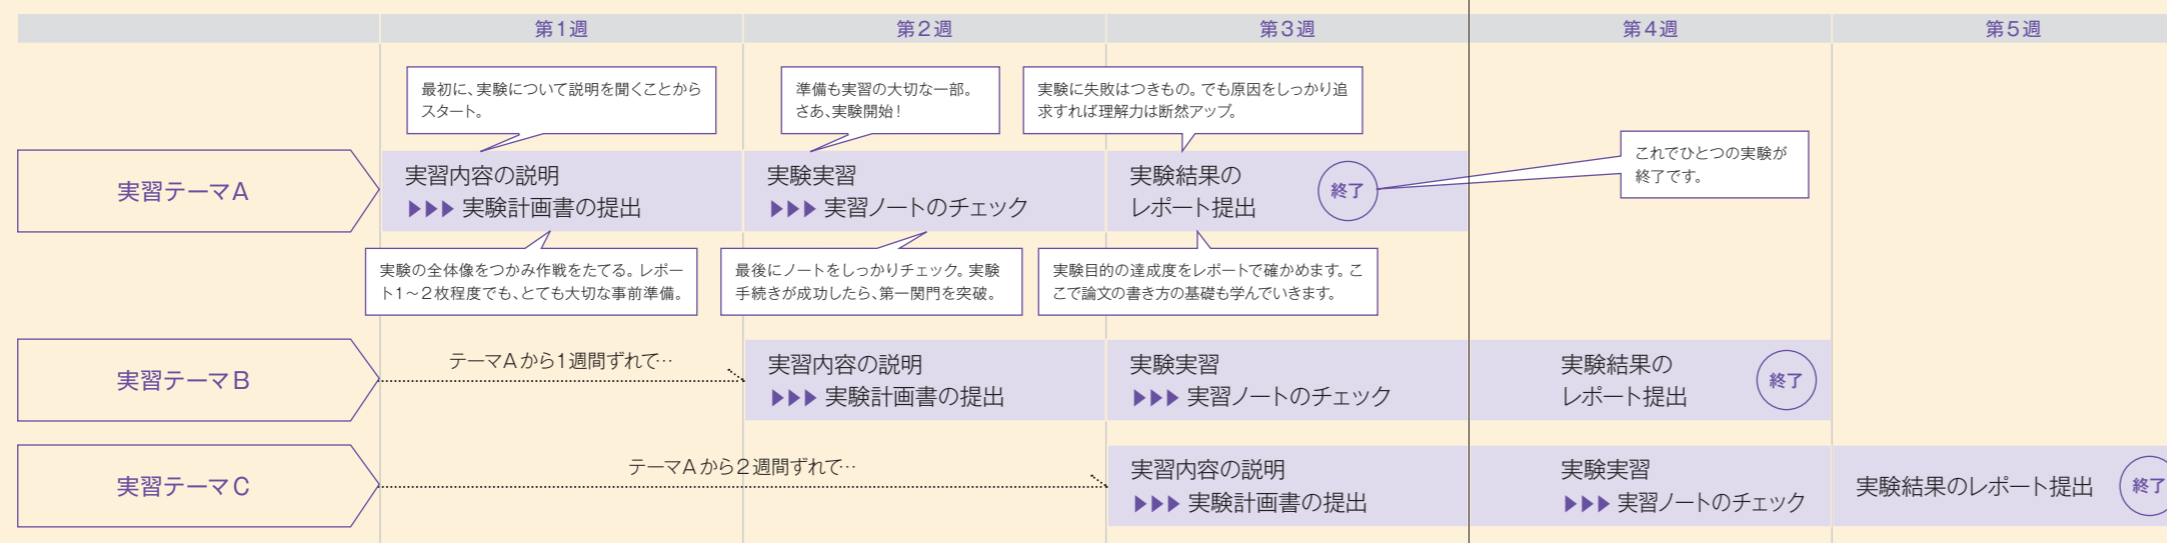 第1週
第2週
第3週
第4週
第5週
最初に、実験について説明を聞くことから
スタート。
準備も実習の大切な一部。
さあ、実験開始!
実験に失敗はつきもの。でも原因をしっかり追
求すれば理解力は断然アップ。
これでひとつの実験が
終了です。
実習テーマA
実習内容の説明
▶▶▶ 実験計画書の提出
実験実習
▶▶▶ 実習ノートのチェック
実験結果の
レポート提出
終了
実験の全体像をつかみ作戦をたてる。レポー
ト1~2枚程度でも、とても大切な事前準備。
最後にノートをしっかりチェック。実験
手続きが成功したら、第一関門を突破。
実験目的の達成度をレポートで確かめます。こ
こで論文の書き方の基礎も学んでいきます。
実習テーマB
テーマAから1週間ずれて…
実習内容の説明
▶▶▶ 実験計画書の提出
実験実習
▶▶▶ 実習ノートのチェック
実験結果の
レポート提出
終了
実習テーマC
テーマAから2週間ずれて…
実習内容の説明
▶▶▶ 実験計画書の提出
実験実習
▶▶▶ 実習ノートのチェック
実験結果のレポート提出
終了